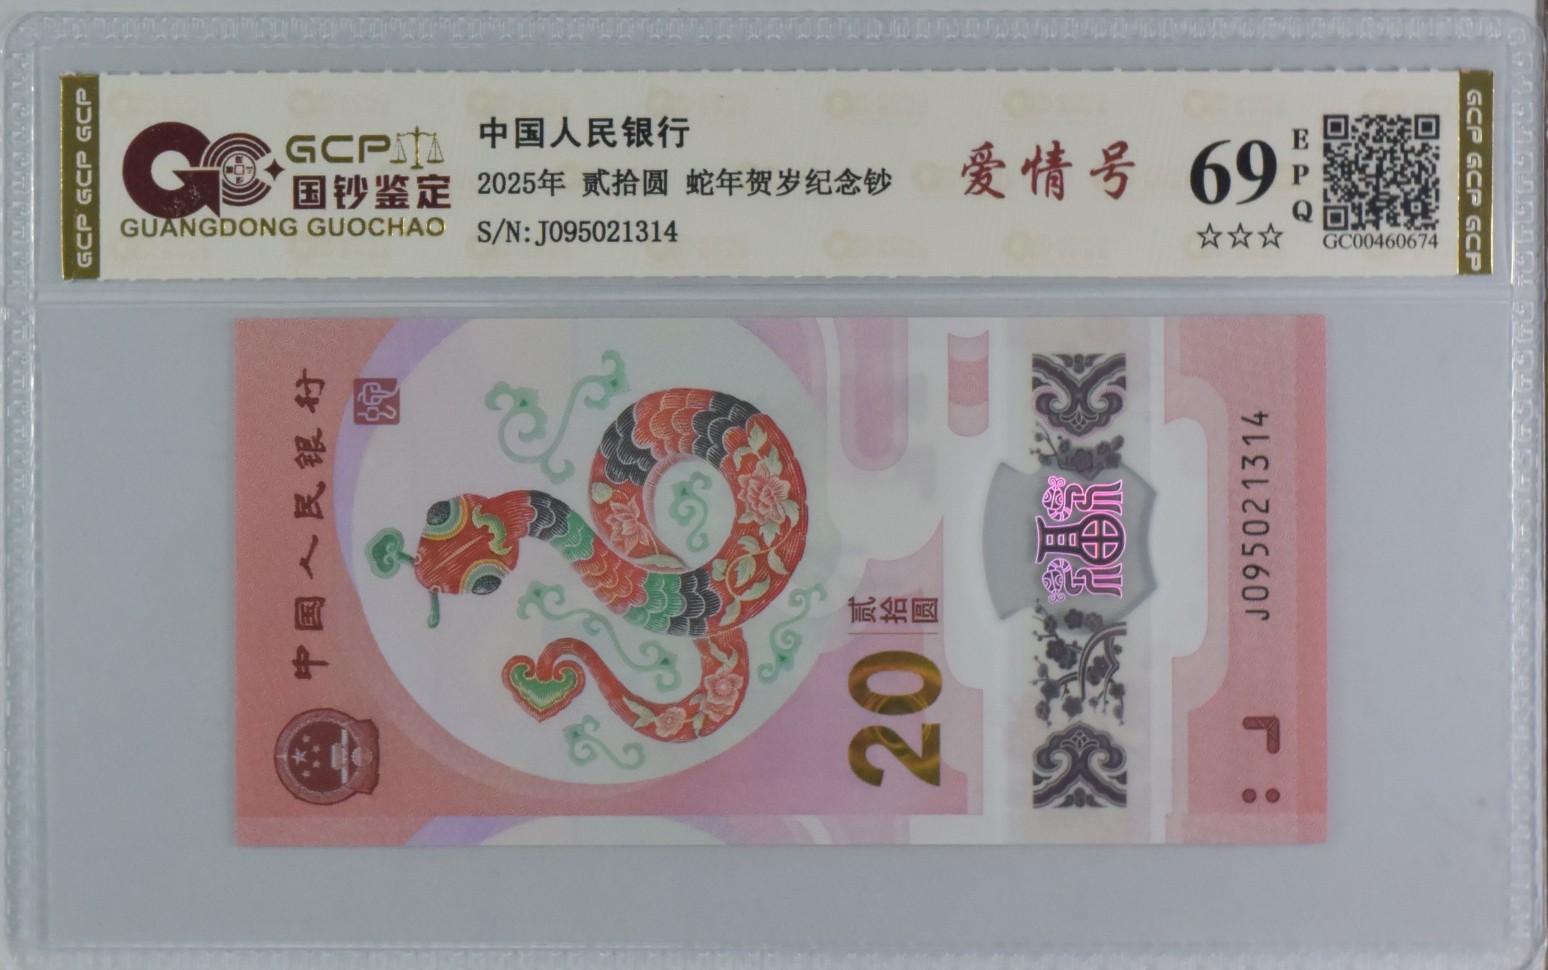 GCP GCP GCP
GCP
国钞鉴定
GUANGDONG GUOCHAO
中国人民银行
2025年 贰拾圆 蛇年贺岁纪念钞
S/N:J095021314
爱情号
69
EPQ
☆☆☆
GC00460674
GCP GCP GCP
中国人民银行
贰拾圆
20
J095021314